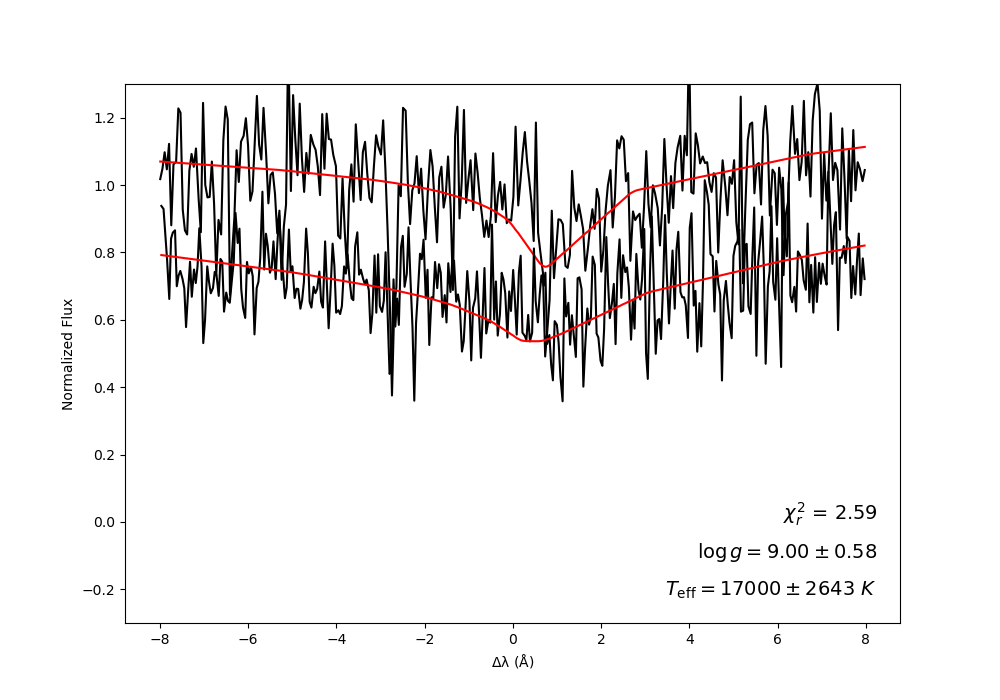 1.2
1.0
0.8
0.6
0.4
0.2
0.0
−0.2
Normalized Flux
χ²ᵣ = 2.59
log g = 9.00 ± 0.58
T_eff = 17000 ± 2643 K
−8 −6 −4 −2 0 2 4 6 8
Δλ (Å)